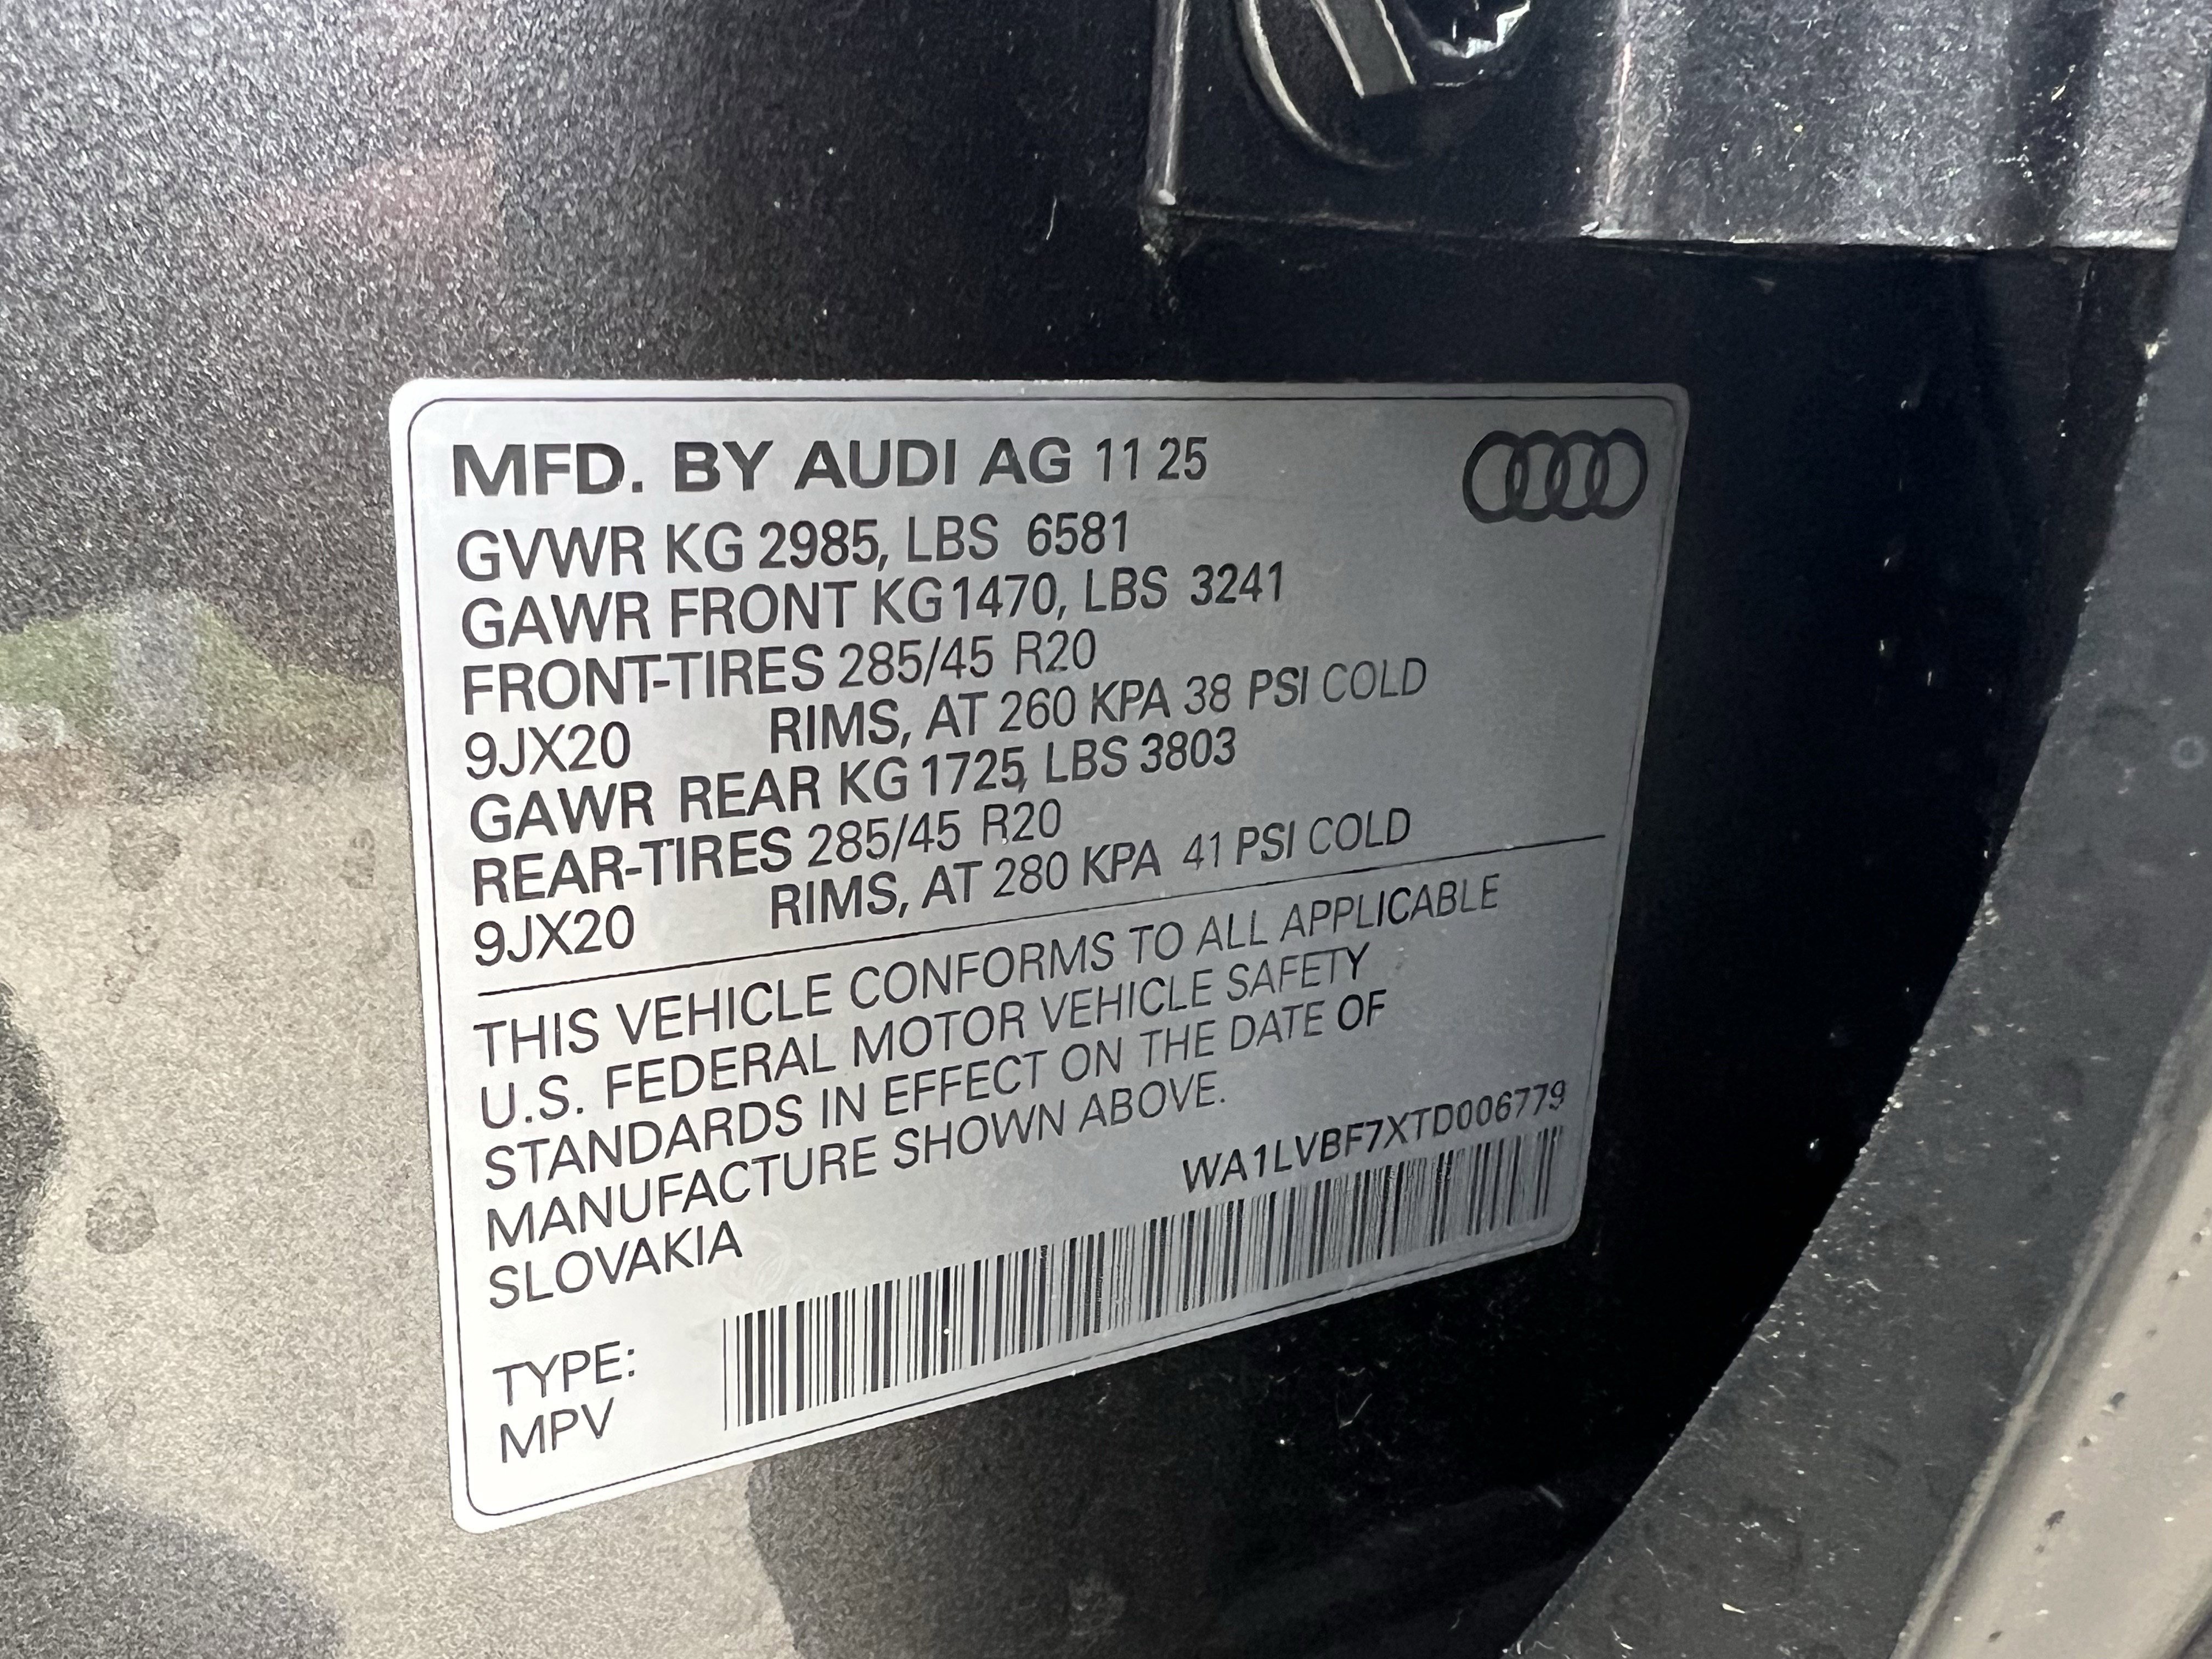 MFD. BY AUDI AG 11 25
GVWR KG 2985, LBS 6581
GAWR FRONT KG 1470, LBS 3241
FRONT-TIRES 285/45 R20
9JX20 RIMS, AT 260 KPA 38 PSI COLD
GAWR REAR KG 1725, LBS 3803
REAR-TIRES 285/45 R20
9JX20 RIMS, AT 280 KPA 41 PSI COLD
THIS VEHICLE CONFORMS TO ALL APPLICABLE
U.S. FEDERAL MOTOR VEHICLE SAFETY
STANDARDS IN EFFECT ON THE DATE OF
MANUFACTURE SHOWN ABOVE.
SLOVAKIA
WA1LVBF7XTD006779
TYPE:
MPV